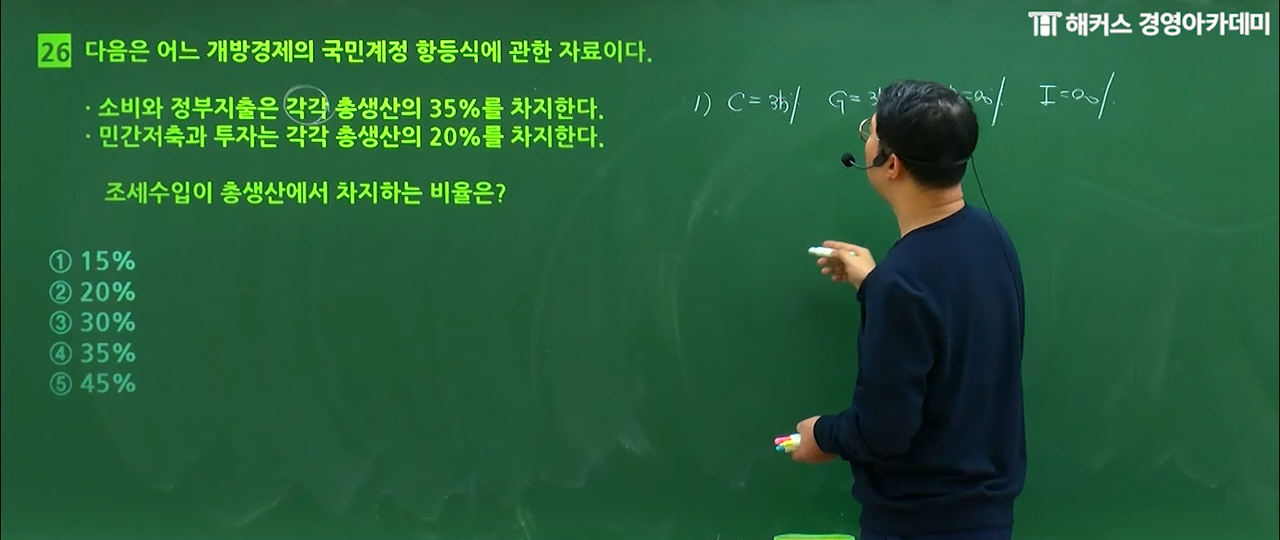 해커스 경영아카데미
26 다음은 어느 개방경제의 국민계정 항등식에 관한 자료이다.
· 소비와 정부지출은 각각 총생산의 35%를 차지한다.
· 민간저축과 투자는 각각 총생산의 20%를 차지한다.
조세수입이 총생산에서 차지하는 비율은?
① 15%
② 20%
③ 30%
④ 35%
⑤ 45%
1) C=35% G=3 =20% I=20%